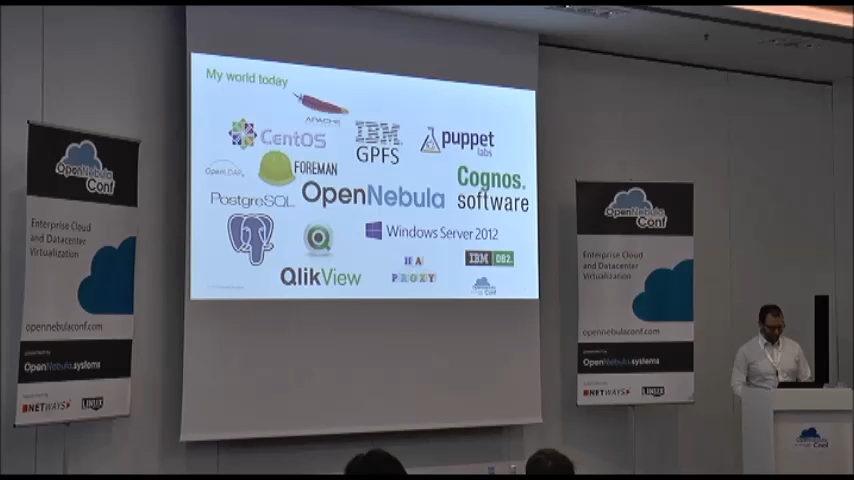 My world today
APACHE
CentOS
IBM
GPFS
puppet
labs
OpenLDAP
FOREMAN
PostgreSQL
OpenNebula
Cognos.
software
Windows Server 2012
QlikView
HA
PROXY
IBM DB2.
OpenNebula
Conf
Enterprise Cloud
and Datacenter
Virtualization
opennebulaconf.com
OpenNebula.systems
NETWAYS
LINUX
OpenNebula
Conf
Enterprise Cloud
and Datacenter
Virtualization
opennebulaconf.com
OpenNebula.systems
NETWAYS
LINUX
OpenNebula
Conf